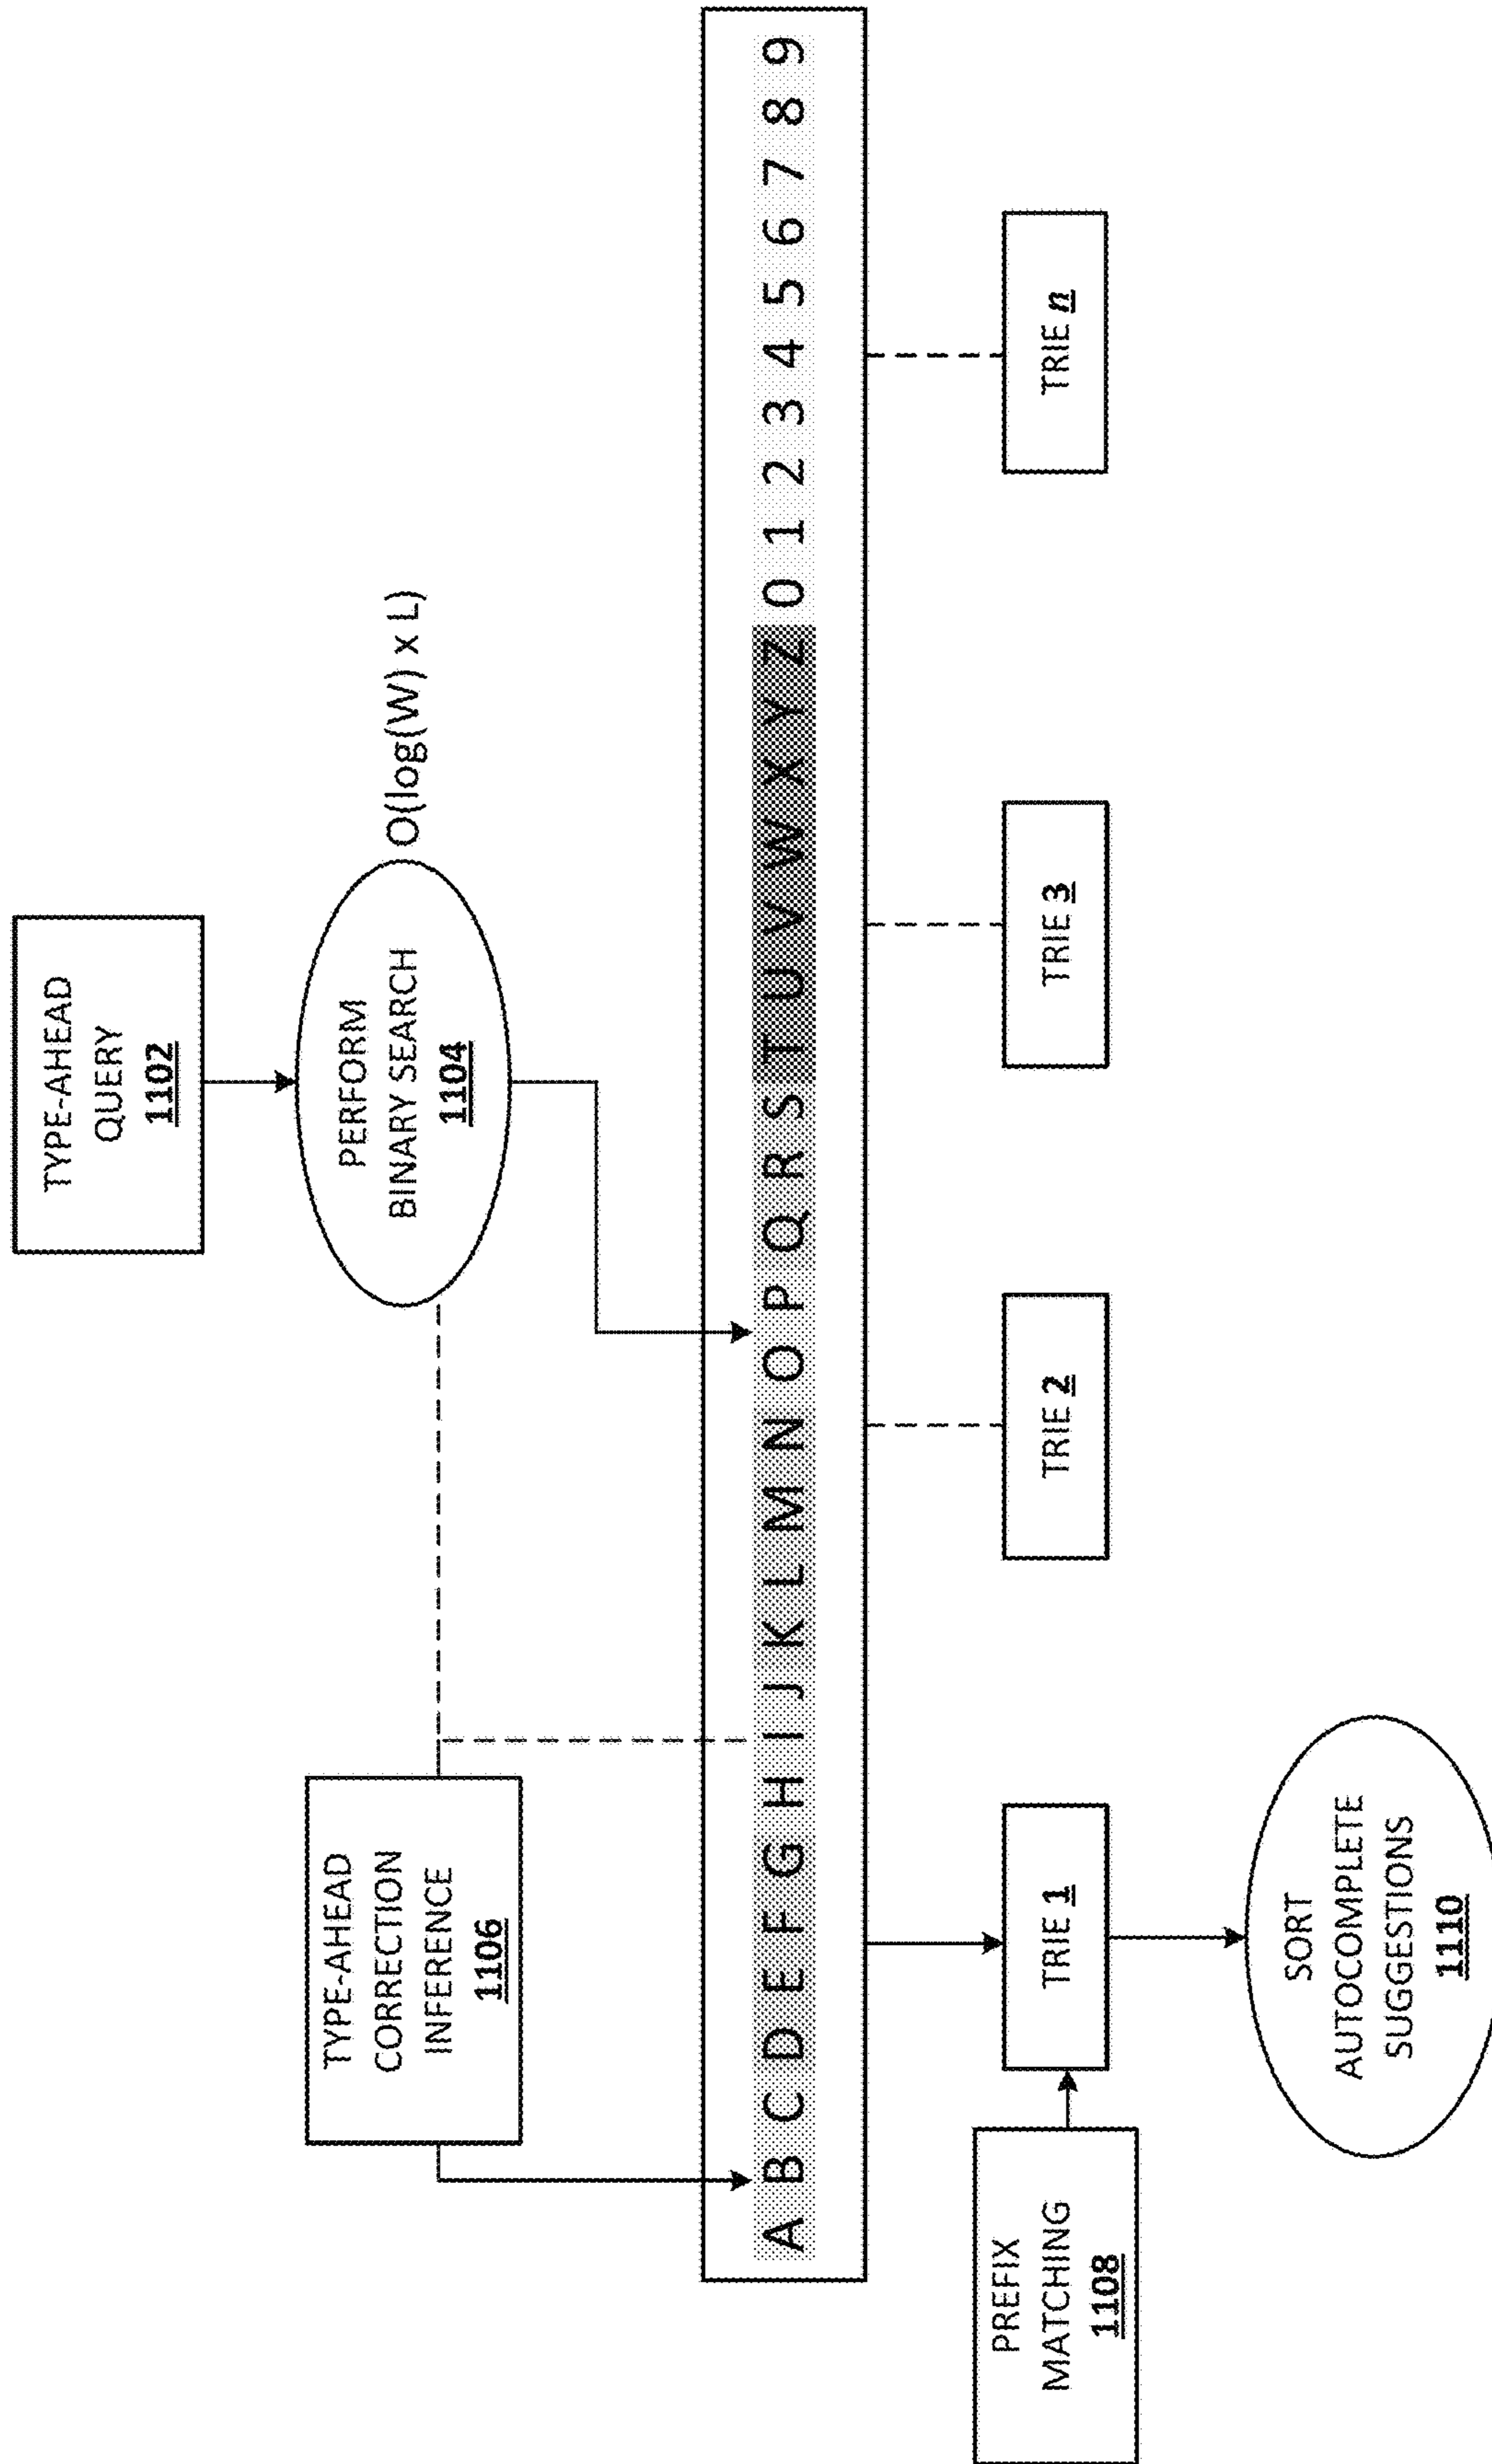 TYPE-AHEAD
QUERY
1102
PERFORM
BINARY SEARCH
1104
O(log(W) x L)
TYPE-AHEAD
CORRECTION
INFERENCE
1106
A B C D E F G H I J K L M N O P Q R S T U V W X Y Z 0 1 2 3 4 5 6 7 8 9
PREFIX
MATCHING
1108
TRIE 1
TRIE 2
TRIE 3
TRIE n
SORT
AUTOCOMPLETE
SUGGESTIONS
1110